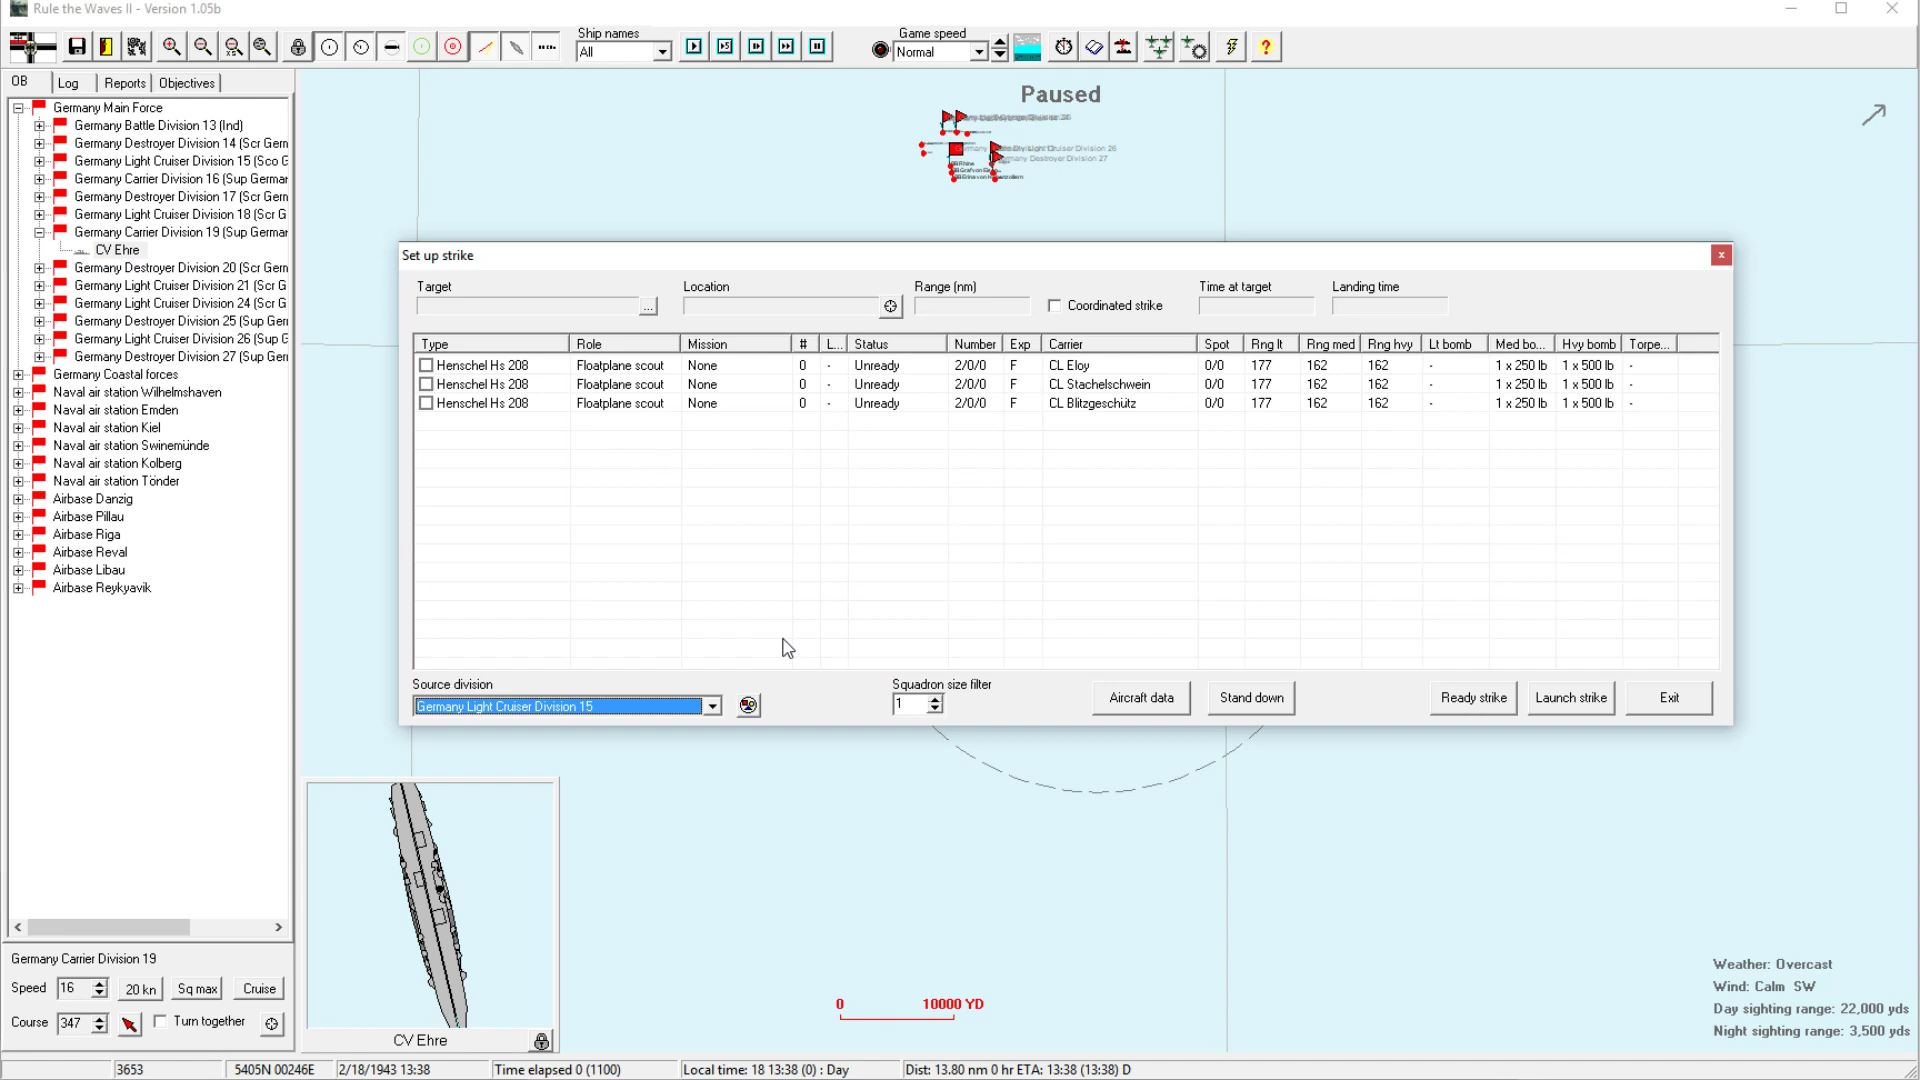 Rule the Waves II - Version 1.05b
Ship names
All
Game speed
Normal
OB
Log
Reports
Objectives
Germany Main Force
Germany Battle Division 13 (Ind)
Germany Destroyer Division 14 (Scr Gern
Germany Light Cruiser Division 15 (Sco G
Germany Carrier Division 16 (Sup Germar
Germany Destroyer Division 17 (Scr Gern
Germany Light Cruiser Division 18 (Scr G
Germany Carrier Division 19 (Sup Germar
CV Ehre
Germany Destroyer Division 20 (Scr Gern
Germany Light Cruiser Division 21 (Scr G
Germany Light Cruiser Division 24 (Scr G
Germany Destroyer Division 25 (Sup Gern
Germany Light Cruiser Division 26 (Sup G
Germany Destroyer Division 27 (Sup Gern
Germany Coastal forces
Naval air station Wilhelmshaven
Naval air station Emden
Naval air station Kiel
Naval air station Swinemünde
Naval air station Kolberg
Naval air station Tönder
Airbase Danzig
Airbase Pillau
Airbase Riga
Airbase Reval
Airbase Libau
Airbase Reykyavik
Paused
Cruiser Division 26
Destroyer Division 27
Set up strike
Target
Location
Range (nm)
Coordinated strike
Time at target
Landing time
...
Type Role Mission # L... Status Number Exp Carrier Spot Rng lt Rng med Rng hvy Lt bomb Med bo... Hvy bomb Torpe...
Henschel Hs 208 Floatplane scout None 0 - Unready 2/0/0 F CL Eloy 0/0 177 162 162 - 1 x 250 lb 1 x 500 lb -
Henschel Hs 208 Floatplane scout None 0 - Unready 2/0/0 F CL Stachelschwein 0/0 177 162 162 - 1 x 250 lb 1 x 500 lb -
Henschel Hs 208 Floatplane scout None 0 - Unready 2/0/0 F CL Blitzgeschütz 0/0 177 162 162 - 1 x 250 lb 1 x 500 lb -
Source division
Germany Light Cruiser Division 15
Squadron size filter
1
Aircraft data
Stand down
Ready strike
Launch strike
Exit
Germany Carrier Division 19
Speed 16 20 kn Sq max Cruise
Course 347 Turn together
CV Ehre
0 10000 YD
Weather: Overcast
Wind: Calm SW
Day sighting range: 22,000 yds
Night sighting range: 3,500 yds
3653 5405N 00246E 2/18/1943 13:38 Time elapsed 0 (1100) Local time: 18 13:38 (0) : Day Dist: 13.80 nm 0 hr ETA: 13:38 (13:38) D